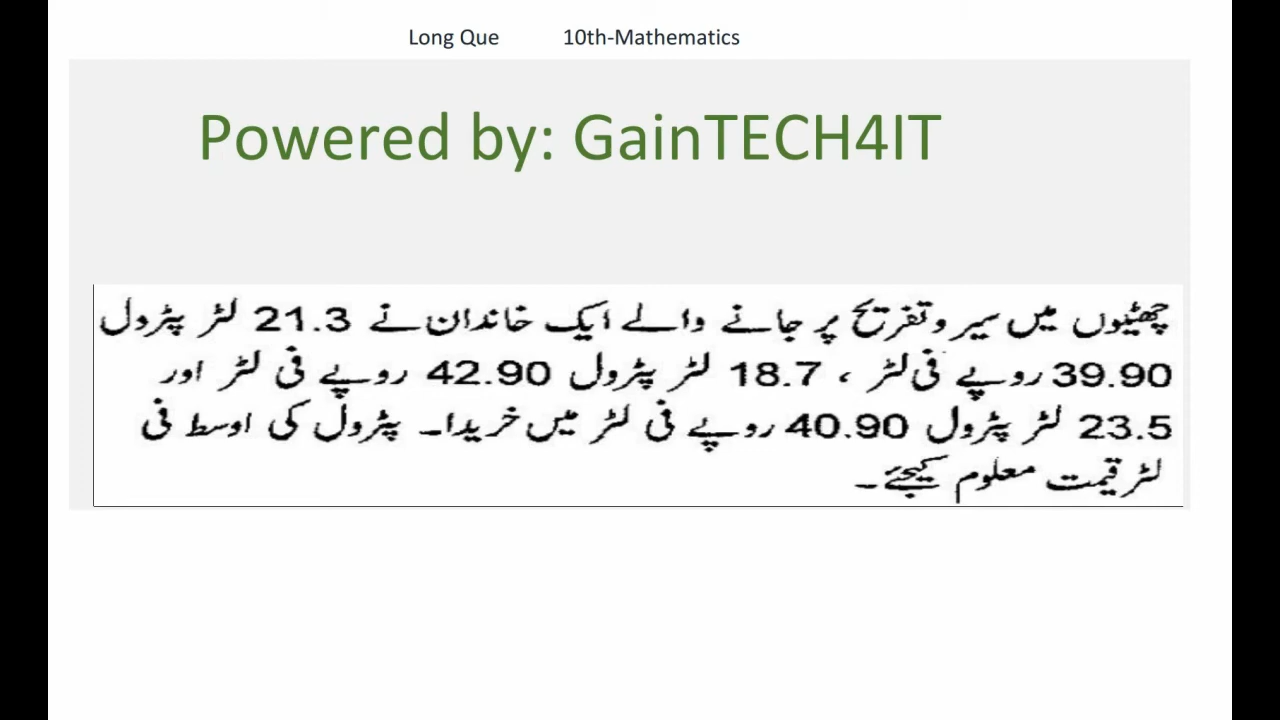 Long Que 10th-Mathematics
Powered by: GainTECH4IT
چھٹیوں میں سیر و تفریح پر جانے والے ایک خاندان نے 21.3 لٹر پٹرول
39.90 روپے فی لٹر ، 18.7 لٹر پٹرول 42.90 روپے فی لٹر اور
23.5 لٹر پٹرول 40.90 روپے فی لٹر میں خریدا۔ پٹرول کی اوسط فی
لٹر قیمت معلوم کیجئے۔